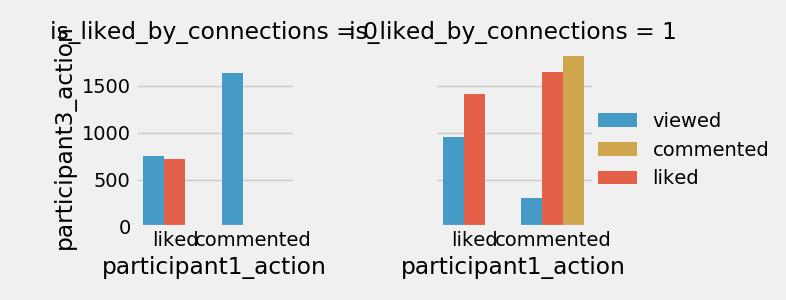 is_liked_by_connections = 0
is_liked_by_connections = 1
participant3_action
1500
1000
500
0
liked
commented
liked
commented
participant1_action
participant1_action
viewed
commented
liked